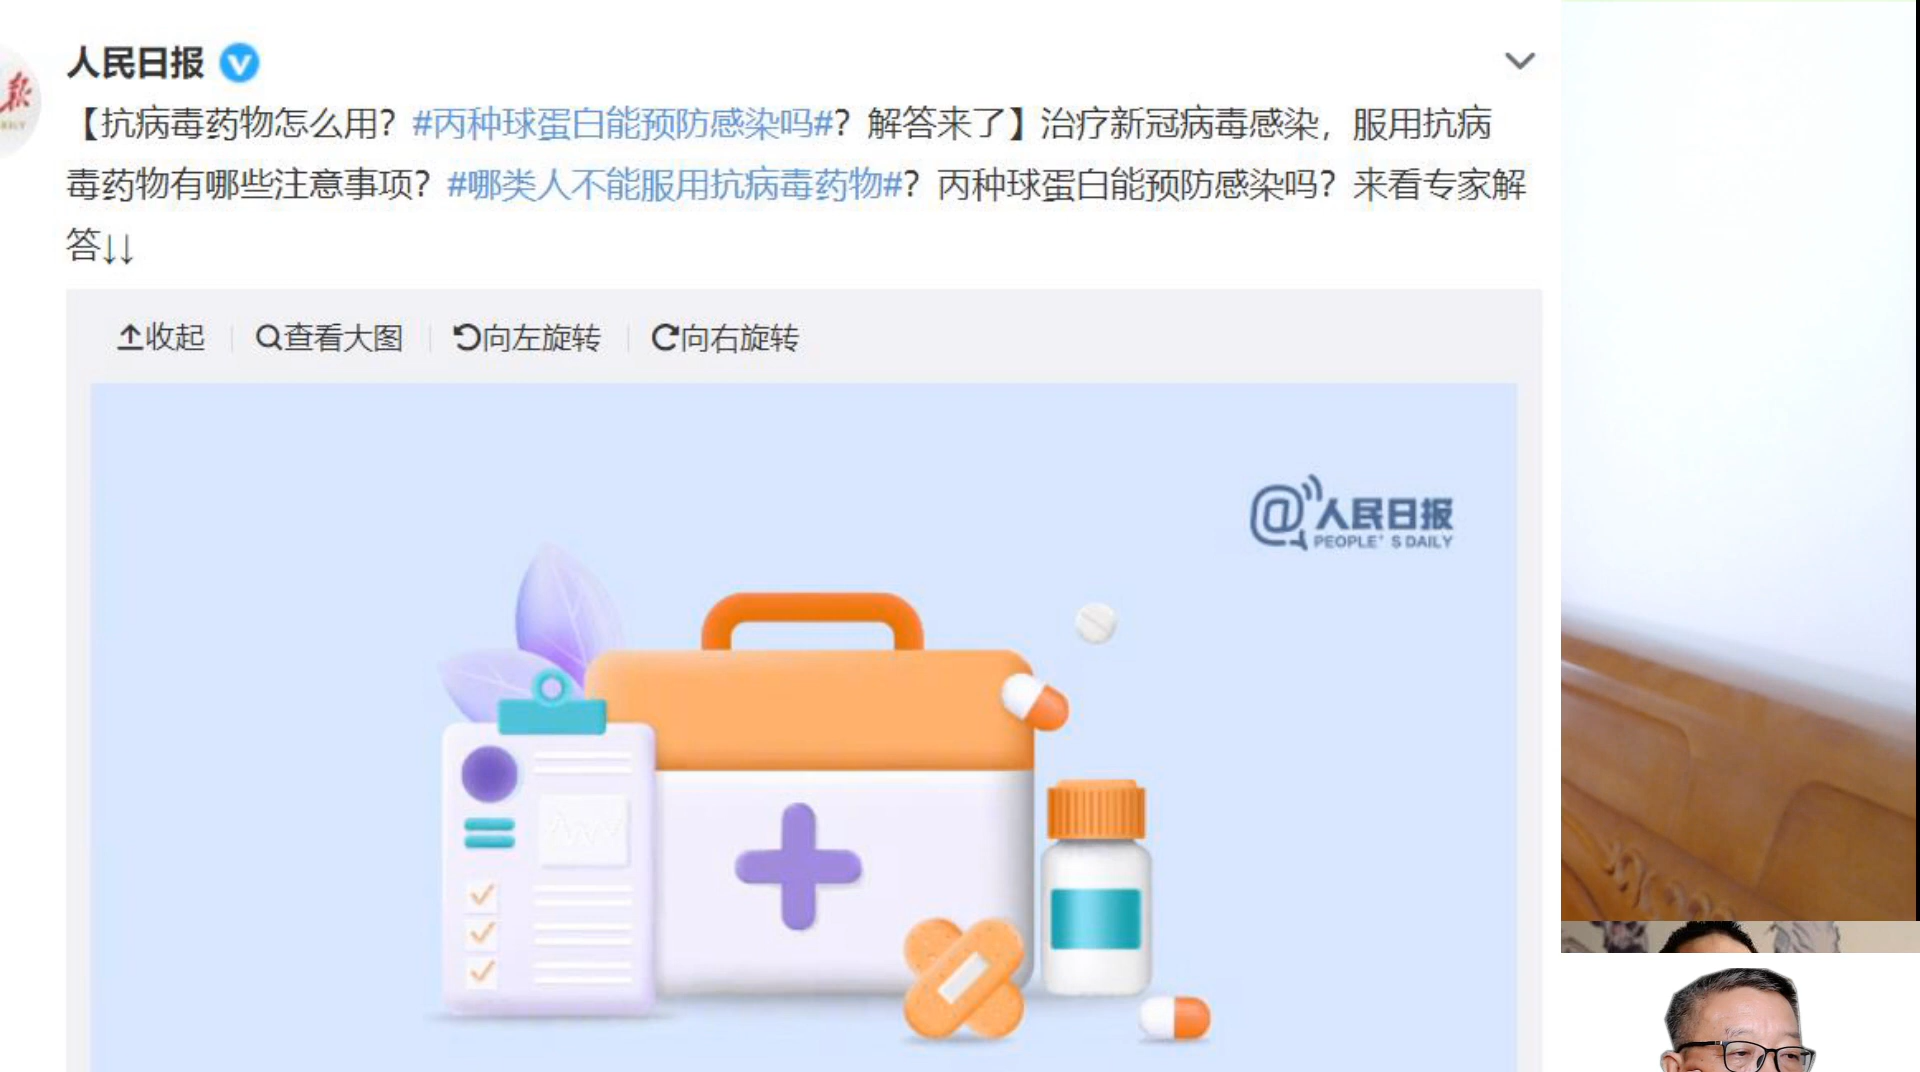 人民日报
【抗病毒药物怎么用？#丙种球蛋白能预防感染吗#？解答来了】治疗新冠病毒感染，服用抗病
毒药物有哪些注意事项？#哪类人不能服用抗病毒药物#？丙种球蛋白能预防感染吗？来看专家解
答↓↓
收起 查看大图 向左旋转 向右旋转
@人民日报
PEOPLE'S DAILY
报